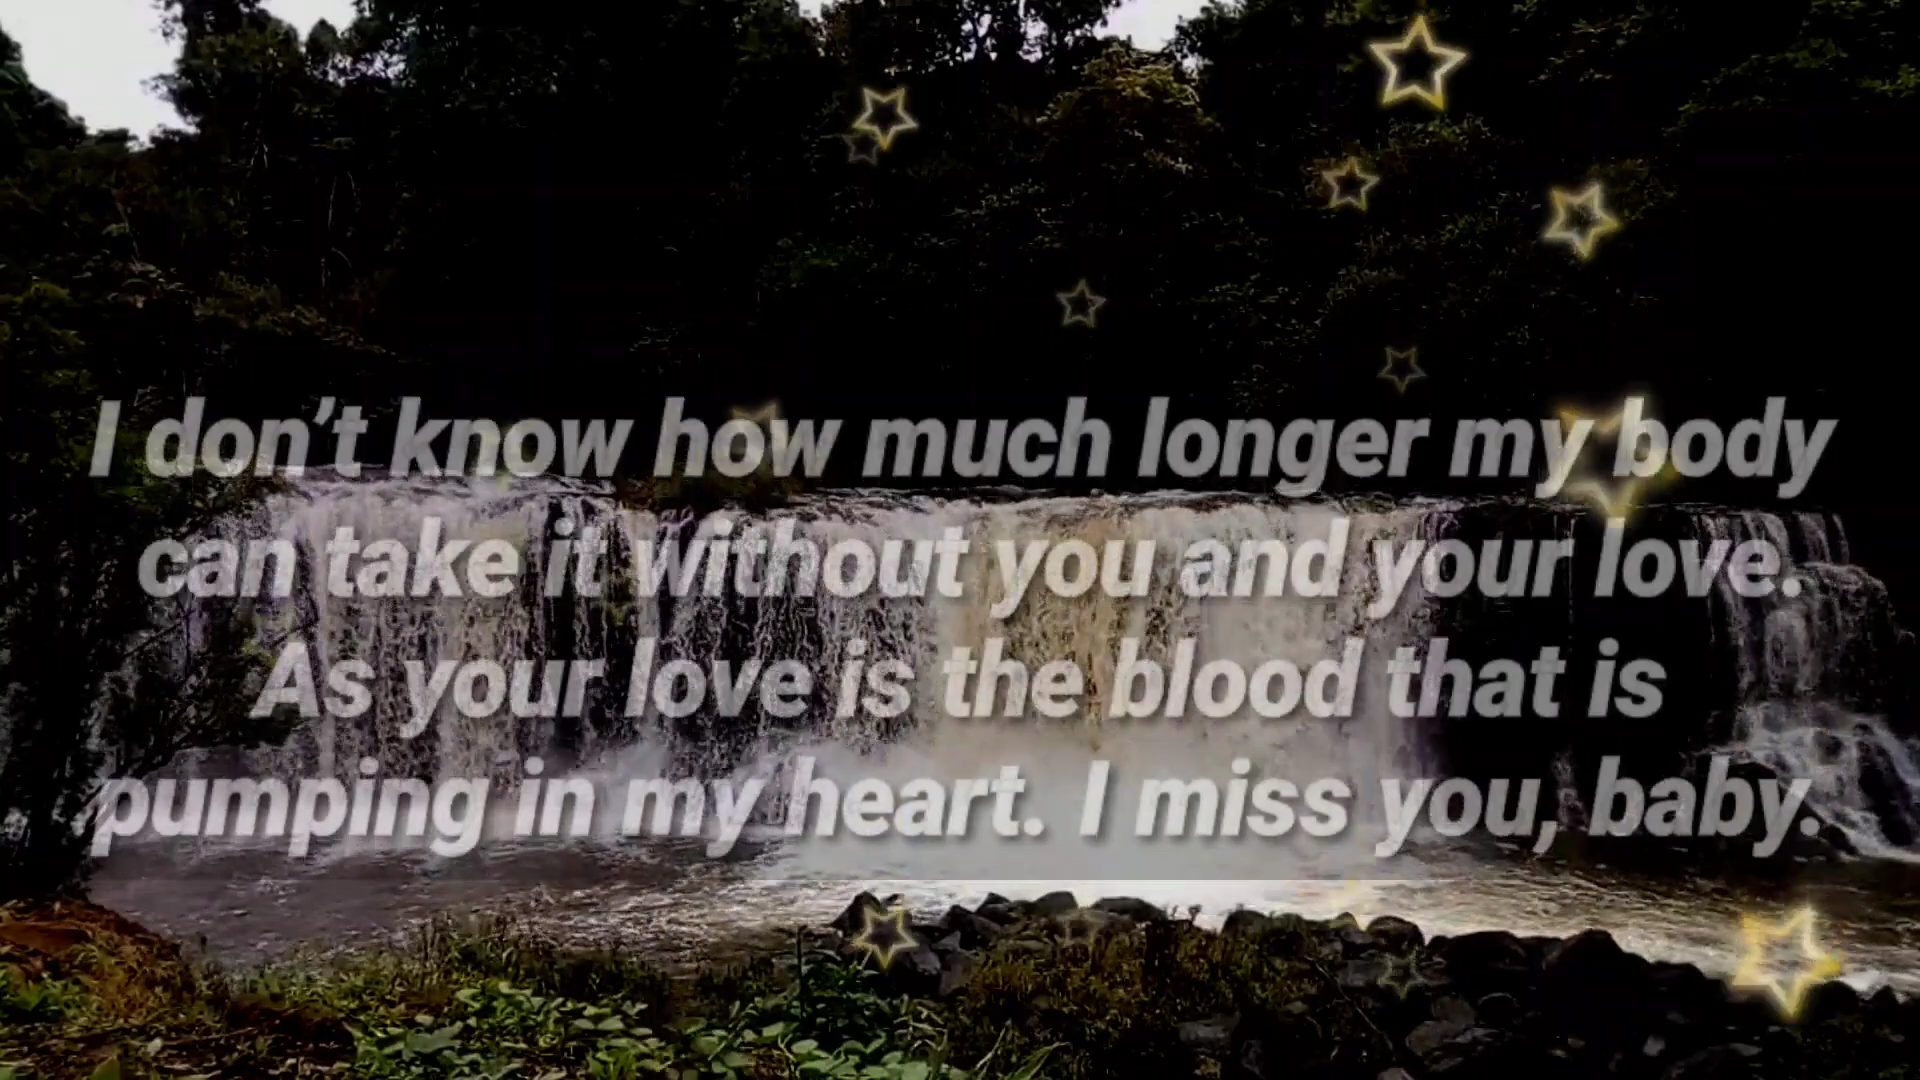 I don’t know how much longer my body
can take it without you and your love.
As your love is the blood that is
pumping in my heart. I miss you, baby.